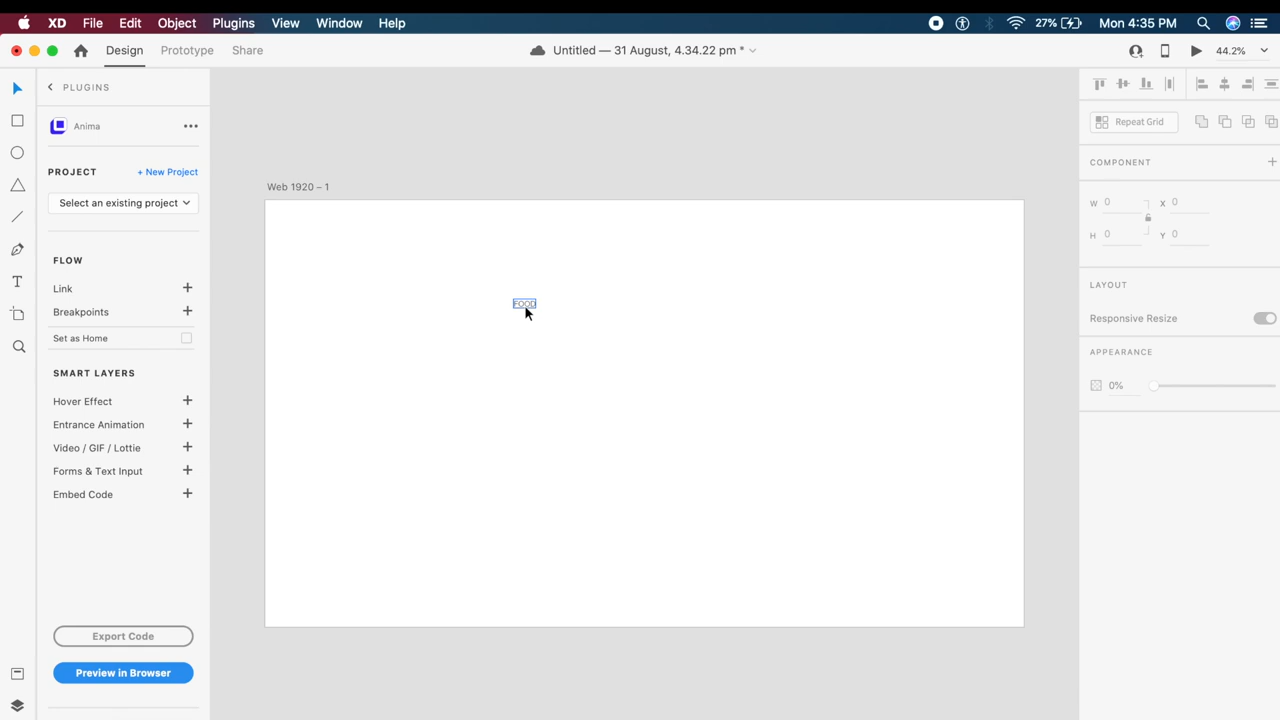 XD File Edit Object Plugins View Window Help 27% Mon 4:35 PM
Design Prototype Share Untitled — 31 August, 4.34.22 pm * 44.2%
PLUGINS
Anima
PROJECT + New Project
Select an existing project
FLOW
Link
Breakpoints
Set as Home
SMART LAYERS
Hover Effect
Entrance Animation
Video / GIF / Lottie
Forms & Text Input
Embed Code
Export Code
Preview in Browser
Web 1920 – 1
FOOD
Repeat Grid
COMPONENT
W 0 X 0
H 0 Y 0
LAYOUT
Responsive Resize
APPEARANCE
0%